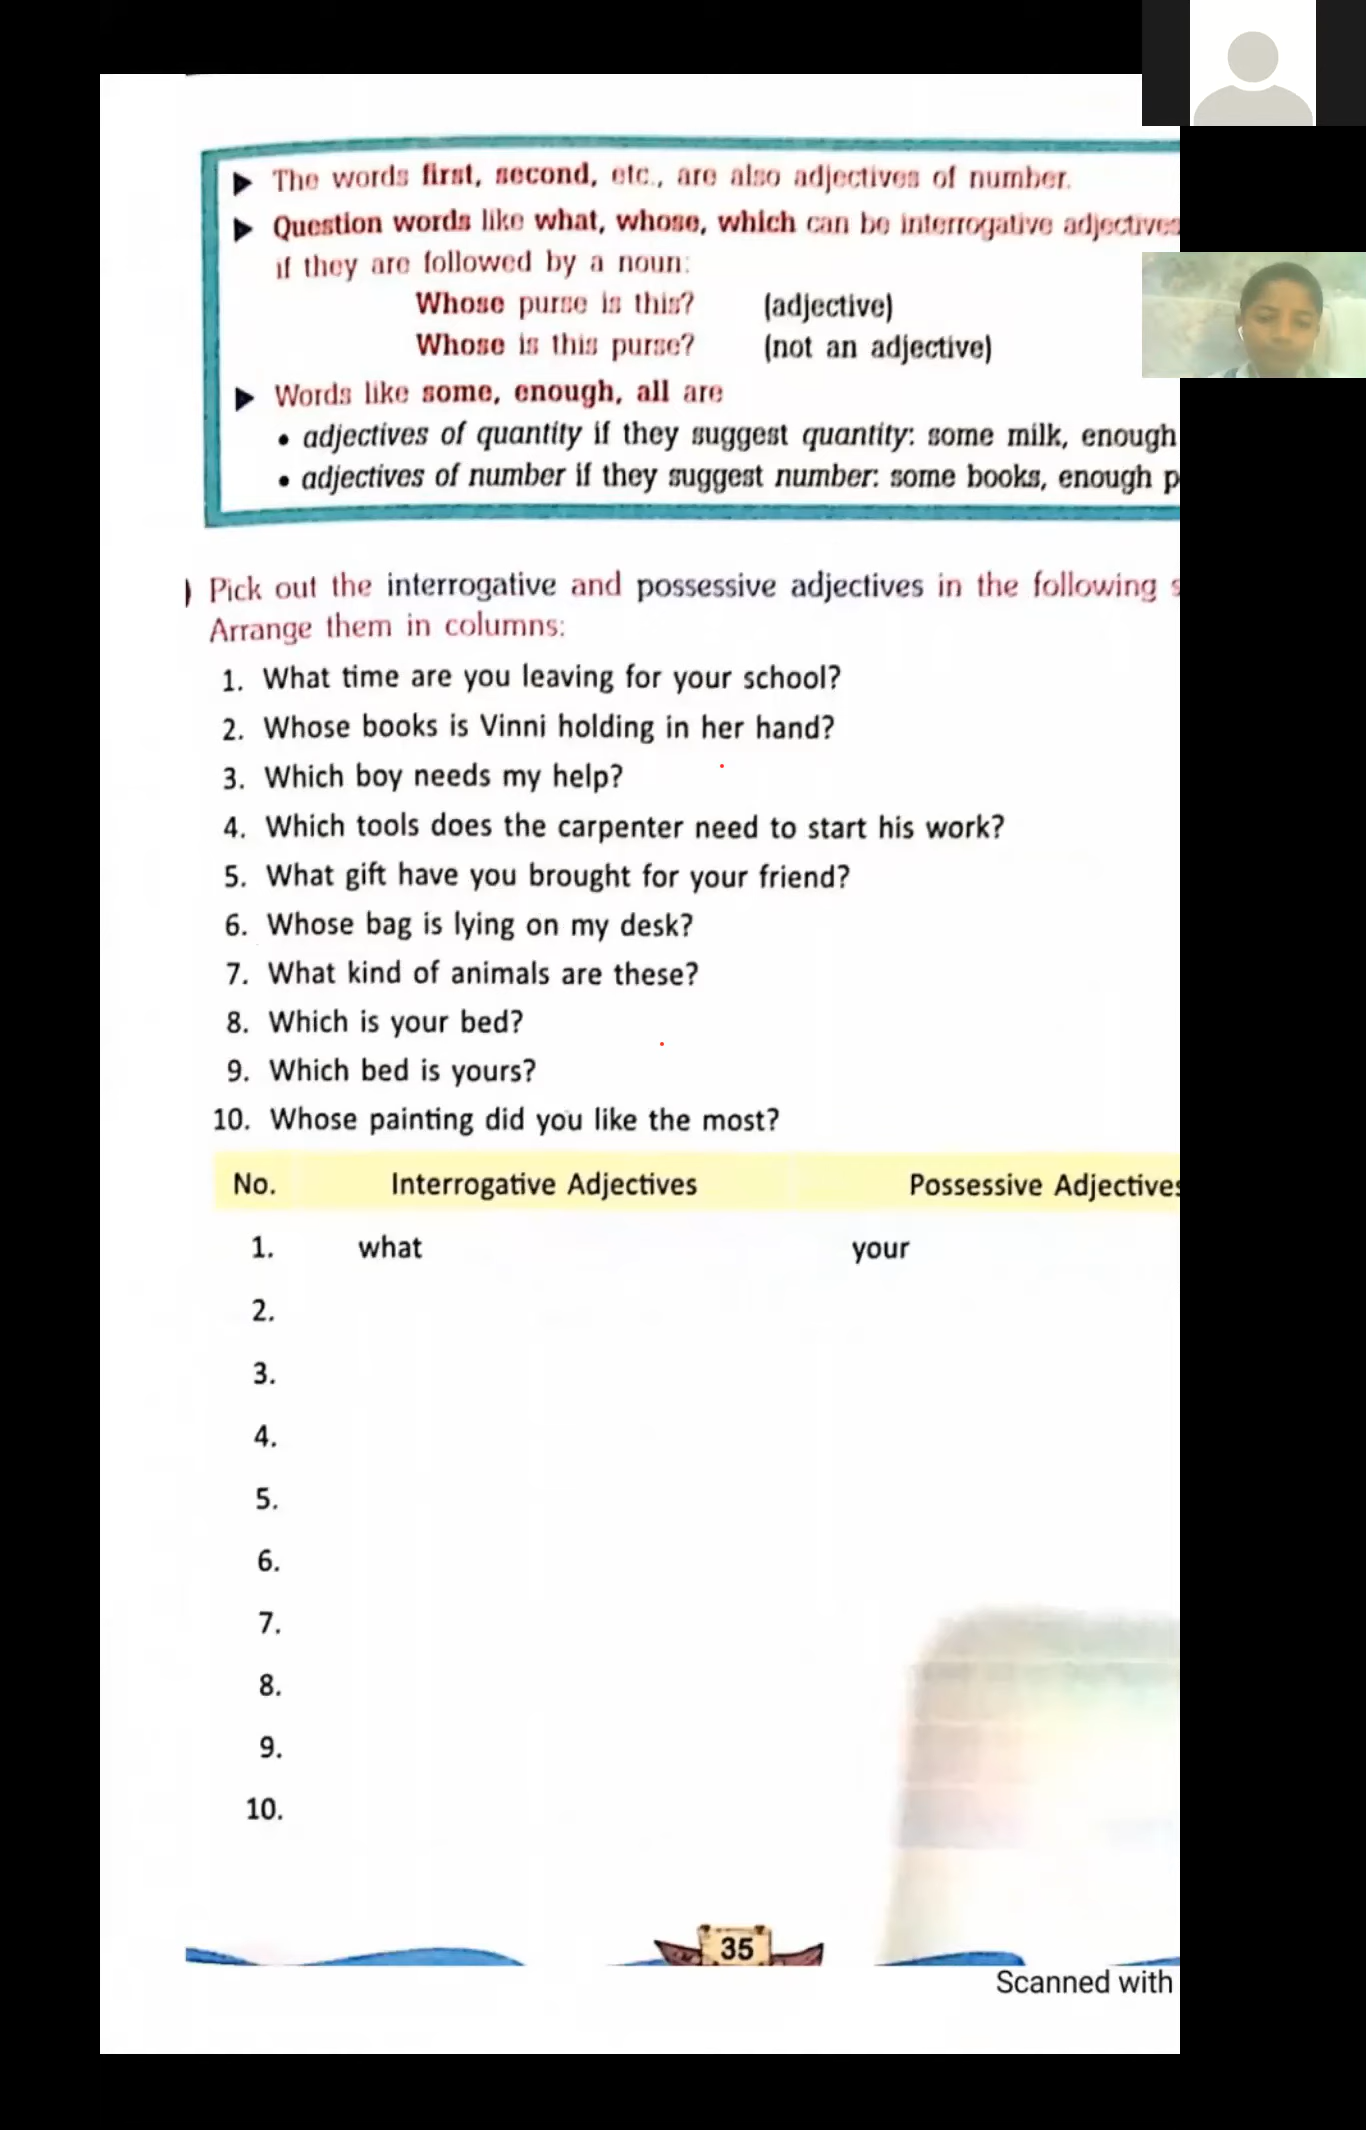 The words first, second, etc., are also adjectives of number.
Question words like what, whose, which can be interrogative adjectives
if they are followed by a noun:
Whose purse is this? (adjective)
Whose is this purse? (not an adjective)
Words like some, enough, all are
• adjectives of quantity if they suggest quantity: some milk, enough
• adjectives of number if they suggest number: some books, enough p
) Pick out the interrogative and possessive adjectives in the following s
Arrange them in columns:
1. What time are you leaving for your school?
2. Whose books is Vinni holding in her hand?
3. Which boy needs my help?
4. Which tools does the carpenter need to start his work?
5. What gift have you brought for your friend?
6. Whose bag is lying on my desk?
7. What kind of animals are these?
8. Which is your bed?
9. Which bed is yours?
10. Whose painting did you like the most?
No. Interrogative Adjectives Possessive Adjectives
1. what your
2.
3.
4.
5.
6.
7.
8.
9.
10.
35
Scanned with